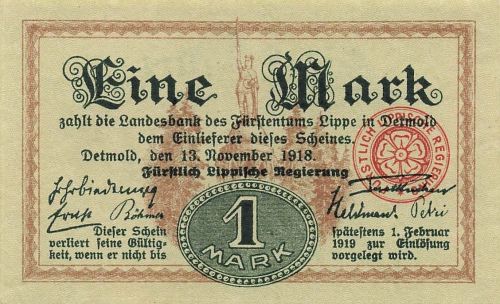 Eine Mark
zahlt die Landesbank des Fürstentums Lippe in Detmold
dem Einlieferer dieses Scheines.
Detmold, den 13. November 1918.
Fürstlich Lippische Regierung
1
MARK
Dieser Schein
verliert seine Gültig-
keit, wenn er nicht bis
spätestens 1. Februar
1919 zur Einlösung
vorgelegt wird.